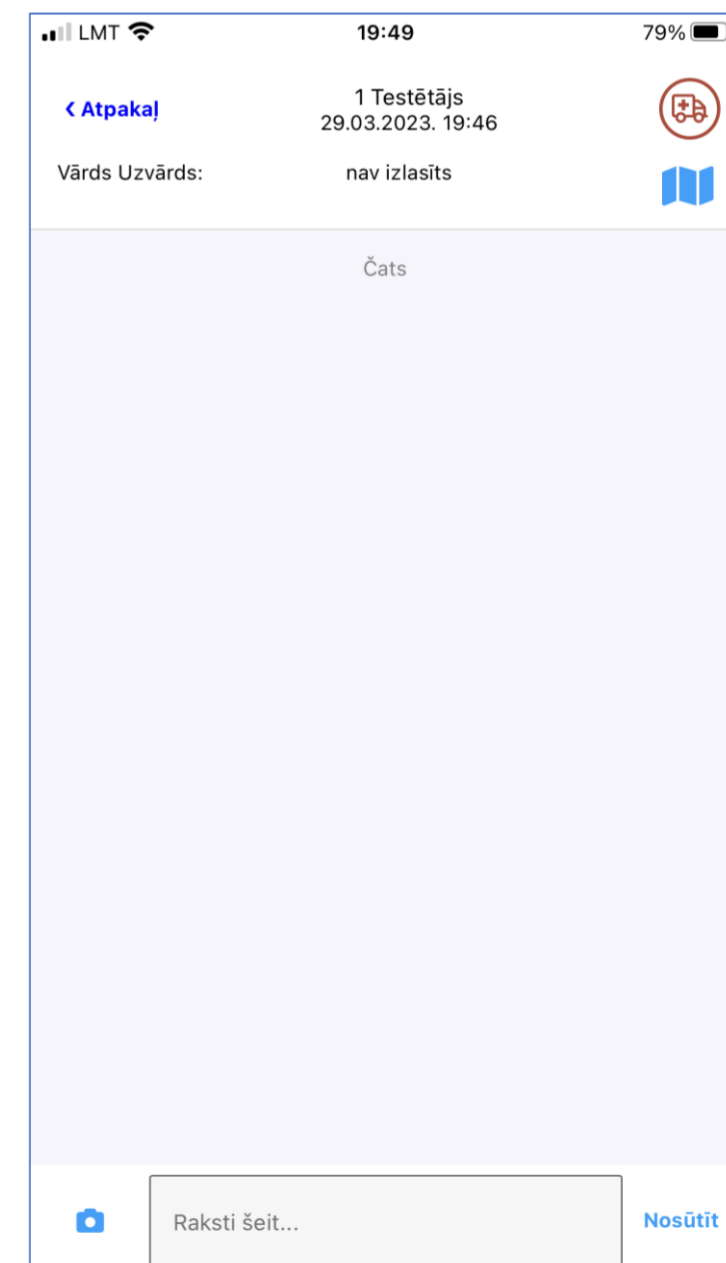 LMT 19:49 79%
‹ Atpakaļ
1 Testētājs
29.03.2023. 19:46
Vārds Uzvārds: nav izlasīts
Čats
Raksti šeit...
Nosūtīt